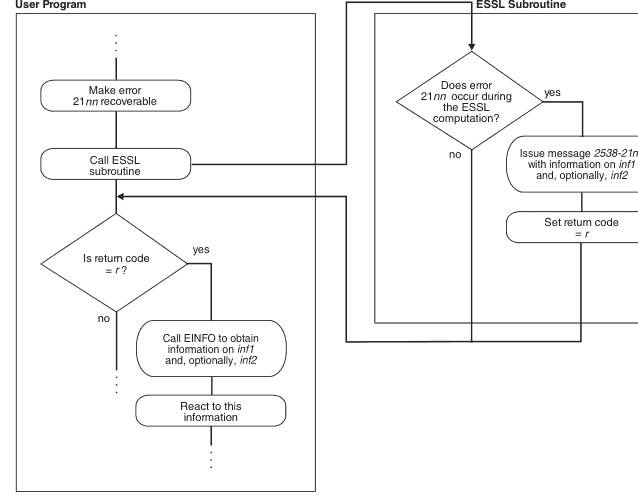 User Program
Make error
21nn recoverable
Call ESSL
subroutine
Is return code
= r ?
yes
no
Call EINFO to obtain
information on inf1
and, optionally, inf2
React to this
information
ESSL Subroutine
Does error
21nn occur during
the ESSL
computation?
yes
no
Issue message 2538-21n
with information on inf1
and, optionally, inf2
Set return code
= r